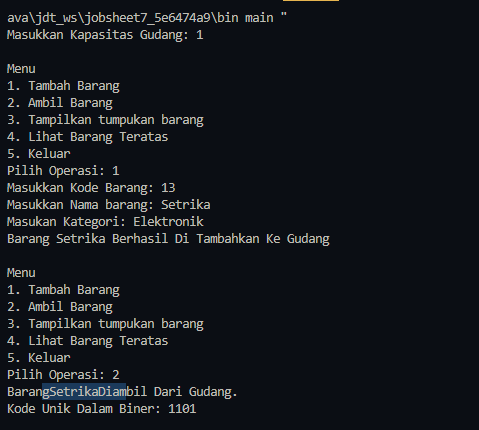 ava\jdt_ws\jobsheet7_5e6474a9\bin main "
Masukkan Kapasitas Gudang: 1
Menu
1. Tambah Barang
2. Ambil Barang
3. Tampilkan tumpukan barang
4. Lihat Barang Teratas
5. Keluar
Pilih Operasi: 1
Masukkan Kode Barang: 13
Masukkan Nama barang: Setrika
Masukan Kategori: Elektronik
Barang Setrika Berhasil Di Tambahkan Ke Gudang
Menu
1. Tambah Barang
2. Ambil Barang
3. Tampilkan tumpukan barang
4. Lihat Barang Teratas
5. Keluar
Pilih Operasi: 2
BarangSetrikaDiambil Dari Gudang.
Kode Unik Dalam Biner: 1101